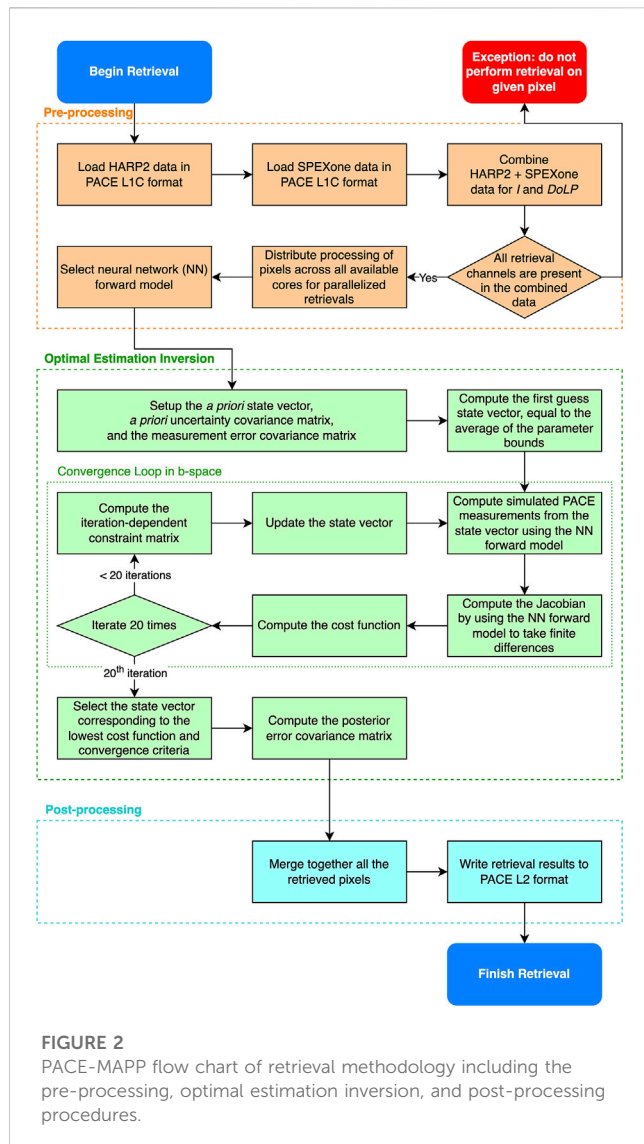 Begin Retrieval
Exception: do not
perform retrieval on
given pixel
Pre-processing
Load HARP2 data in
PACE L1C format
Load SPEXone data in
PACE L1C format
Combine
HARP2 + SPEXone
data for I and DoLP
All retrieval
channels are present
in the combined
data
Yes
Distribute processing of
pixels across all available
cores for parallelized
retrievals
Select neural network (NN)
forward model
Optimal Estimation Inversion
Setup the a priori state vector,
a priori uncertainty covariance matrix,
and the measurement error covariance matrix
Compute the first guess
state vector, equal to the
average of the parameter
bounds
Convergence Loop in b-space
Compute the
iteration-dependent
constraint matrix
Update the state vector
Compute simulated PACE
measurements from the
state vector using the NN
forward model
< 20 iterations
Iterate 20 times
Compute the cost function
Compute the Jacobian
by using the NN forward
model to take finite
differences
20th iteration
Select the state vector
corresponding to the
lowest cost function and
convergence criteria
Compute the posterior
error covariance matrix
Post-processing
Merge together all the
retrieved pixels
Write retrieval results to
PACE L2 format
Finish Retrieval
FIGURE 2
PACE-MAPP flow chart of retrieval methodology including the
pre-processing, optimal estimation inversion, and post-processing
procedures.